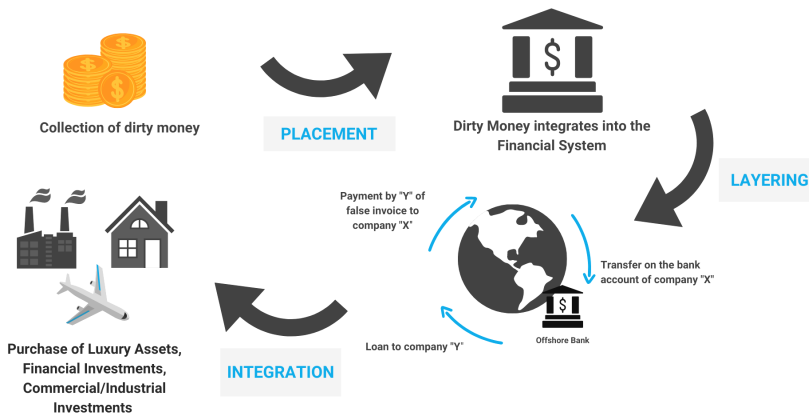 Collection of dirty money
PLACEMENT
Dirty Money integrates into the
Financial System
LAYERING
Payment by "Y" of
false invoice to
company "X"
Transfer on the bank
account of company "X"
Offshore Bank
Loan to company "Y"
INTEGRATION
Purchase of Luxury Assets,
Financial Investments,
Commercial/Industrial
Investments
$
$
$
$
$